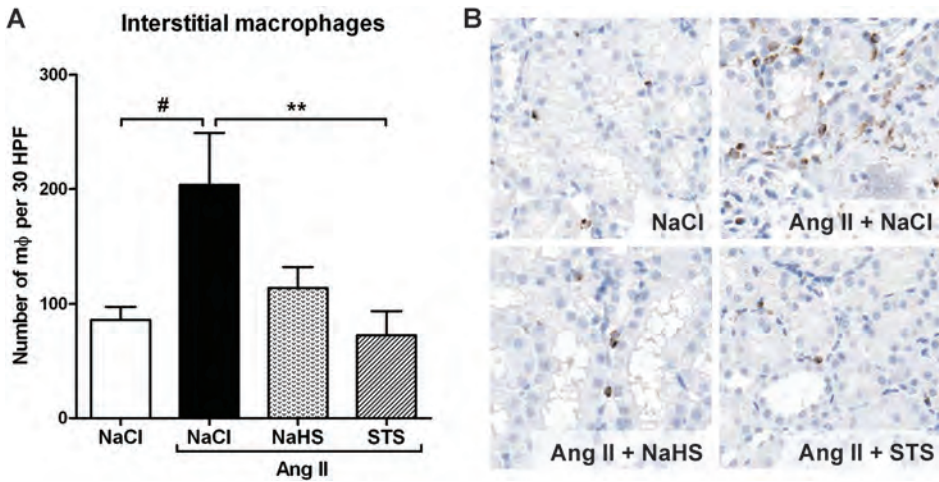 A
Interstitial macrophages
Number of mϕ per 30 HPF
300
200
100
0
#
**
NaCl
NaCl
NaHS
STS
Ang II
B
NaCl
Ang II + NaCl
Ang II + NaHS
Ang II + STS